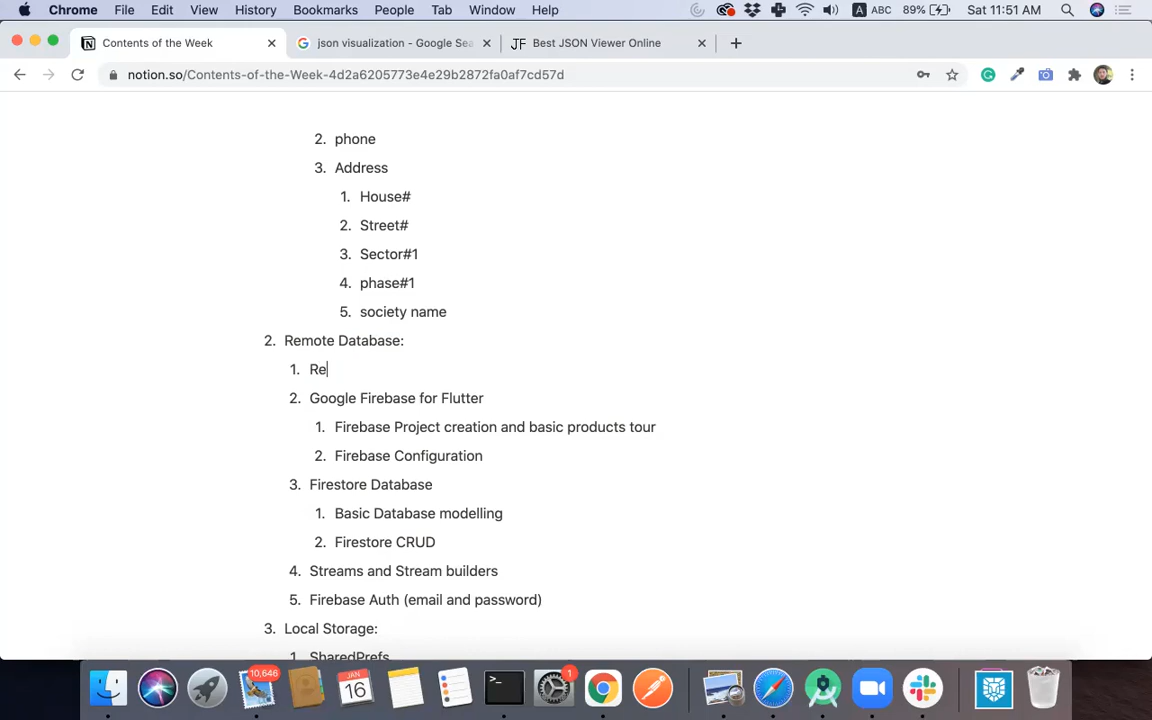 Chrome File Edit View History Bookmarks People Tab Window Help A ABC 89% Sat 11:51 AM
Contents of the Week json visualization - Google Sea JF Best JSON Viewer Online
notion.so/Contents-of-the-Week-4d2a6205773e4e29b2872fa0af7cd57d
2. phone
3. Address
1. House#
2. Street#
3. Sector#1
4. phase#1
5. society name
2. Remote Database:
1. Re
2. Google Firebase for Flutter
1. Firebase Project creation and basic products tour
2. Firebase Configuration
3. Firestore Database
1. Basic Database modelling
2. Firestore CRUD
4. Streams and Stream builders
5. Firebase Auth (email and password)
3. Local Storage:
1. SharedPrefs
10,646 JAN 16 >_ 1